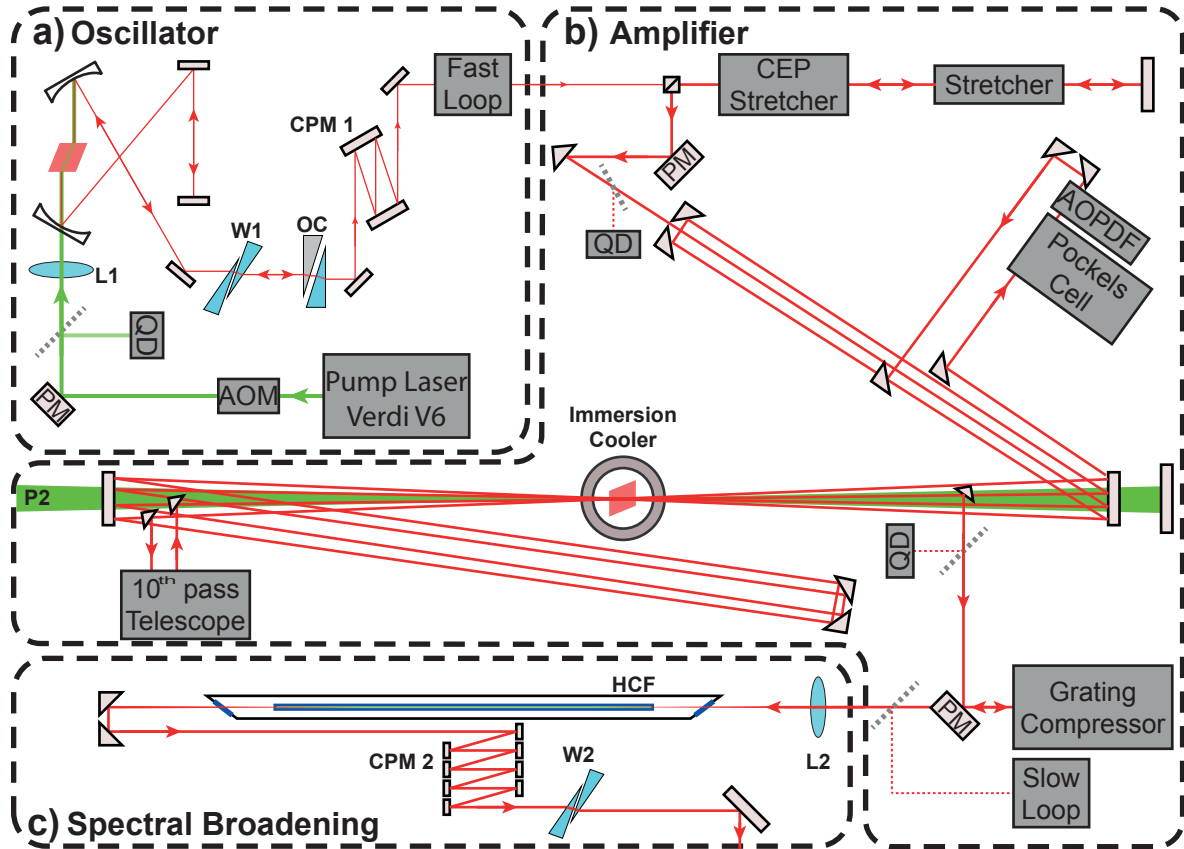 a) Oscillator
b) Amplifier
Fast
Loop
CEP
Stretcher
Stretcher
CPM 1
PM
AOPDF
Pockels
Cell
QD
W1
OC
L1
QD
AOM
Pump Laser
Verdi V6
PM
Immersion
Cooler
P2
QD
10th pass
Telescope
HCF
CPM 2
W2
L2
PM
Grating
Compressor
Slow
Loop
c) Spectral Broadening